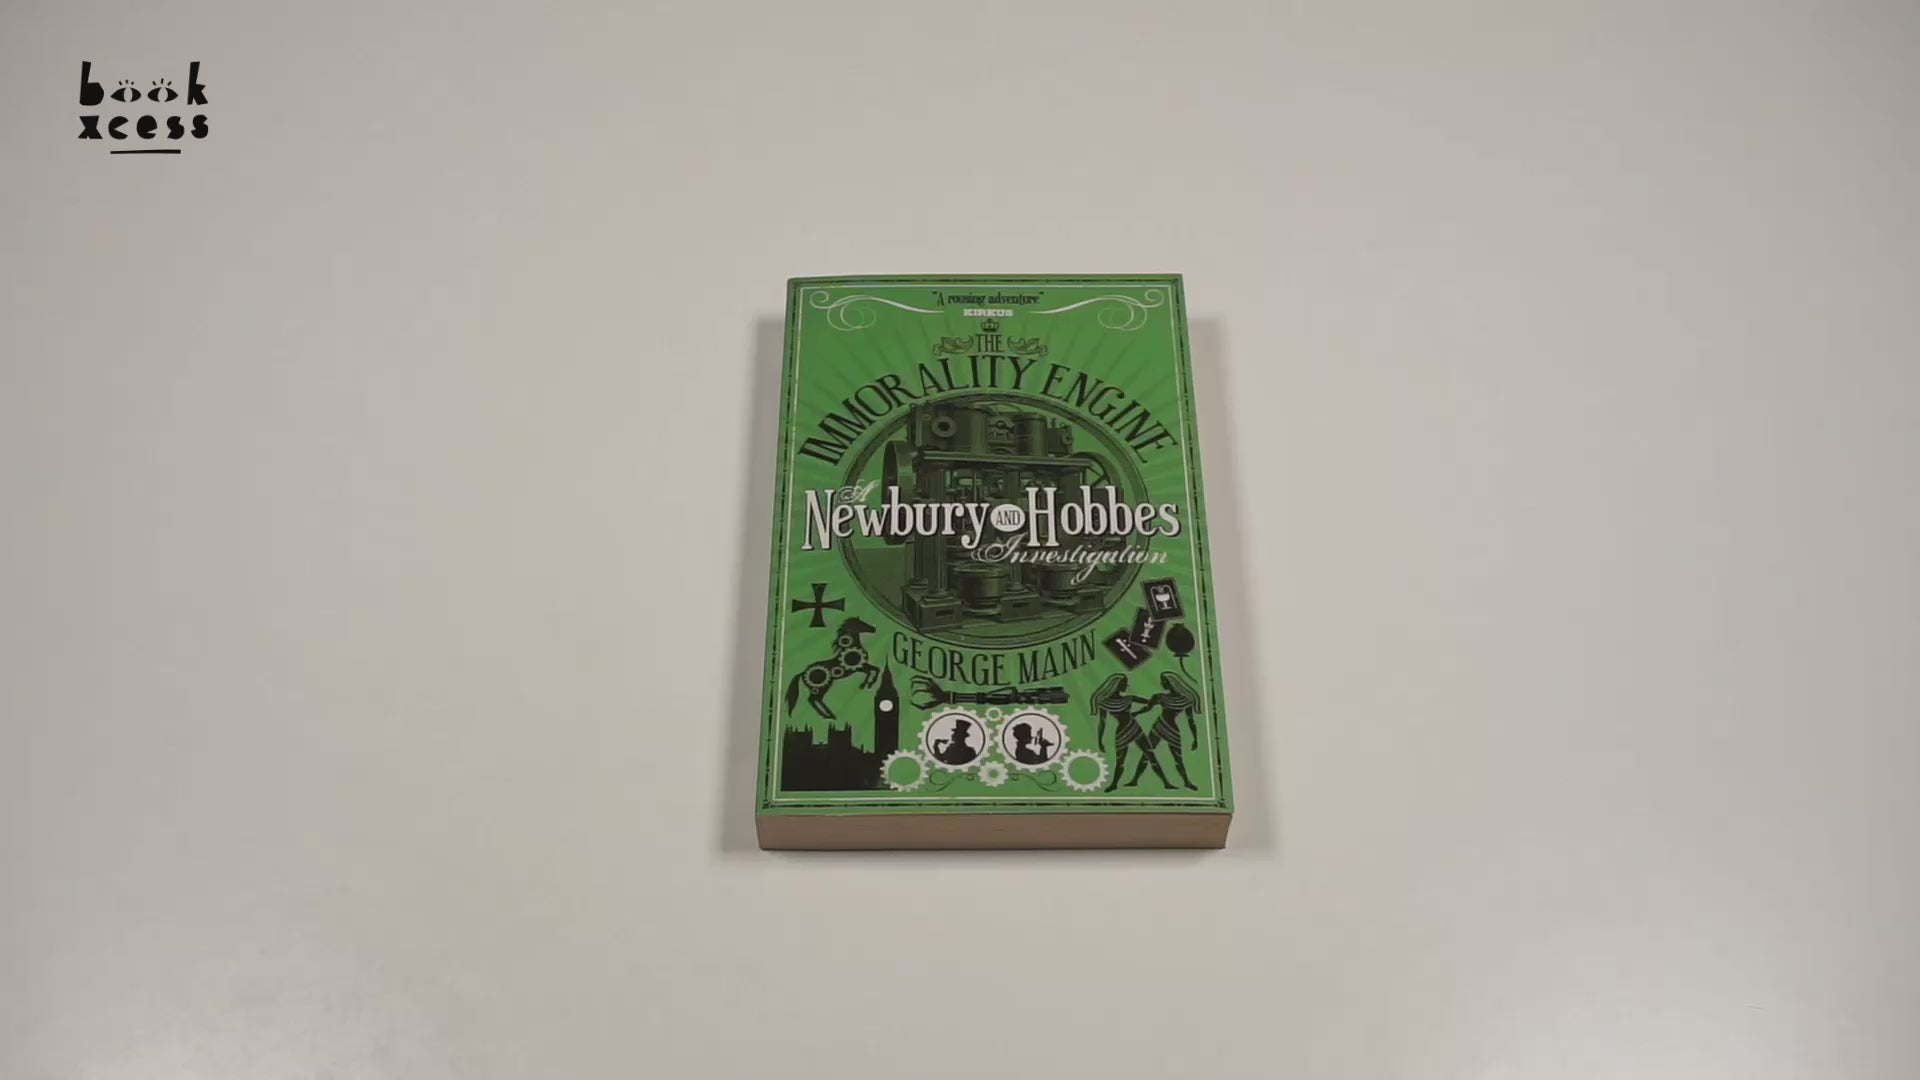 book
xcess
"A rousing adventure"
KIRKUS
THE
IMMORALITY ENGINE
A
Newbury AND Hobbes
Investigation
GEORGE MANN